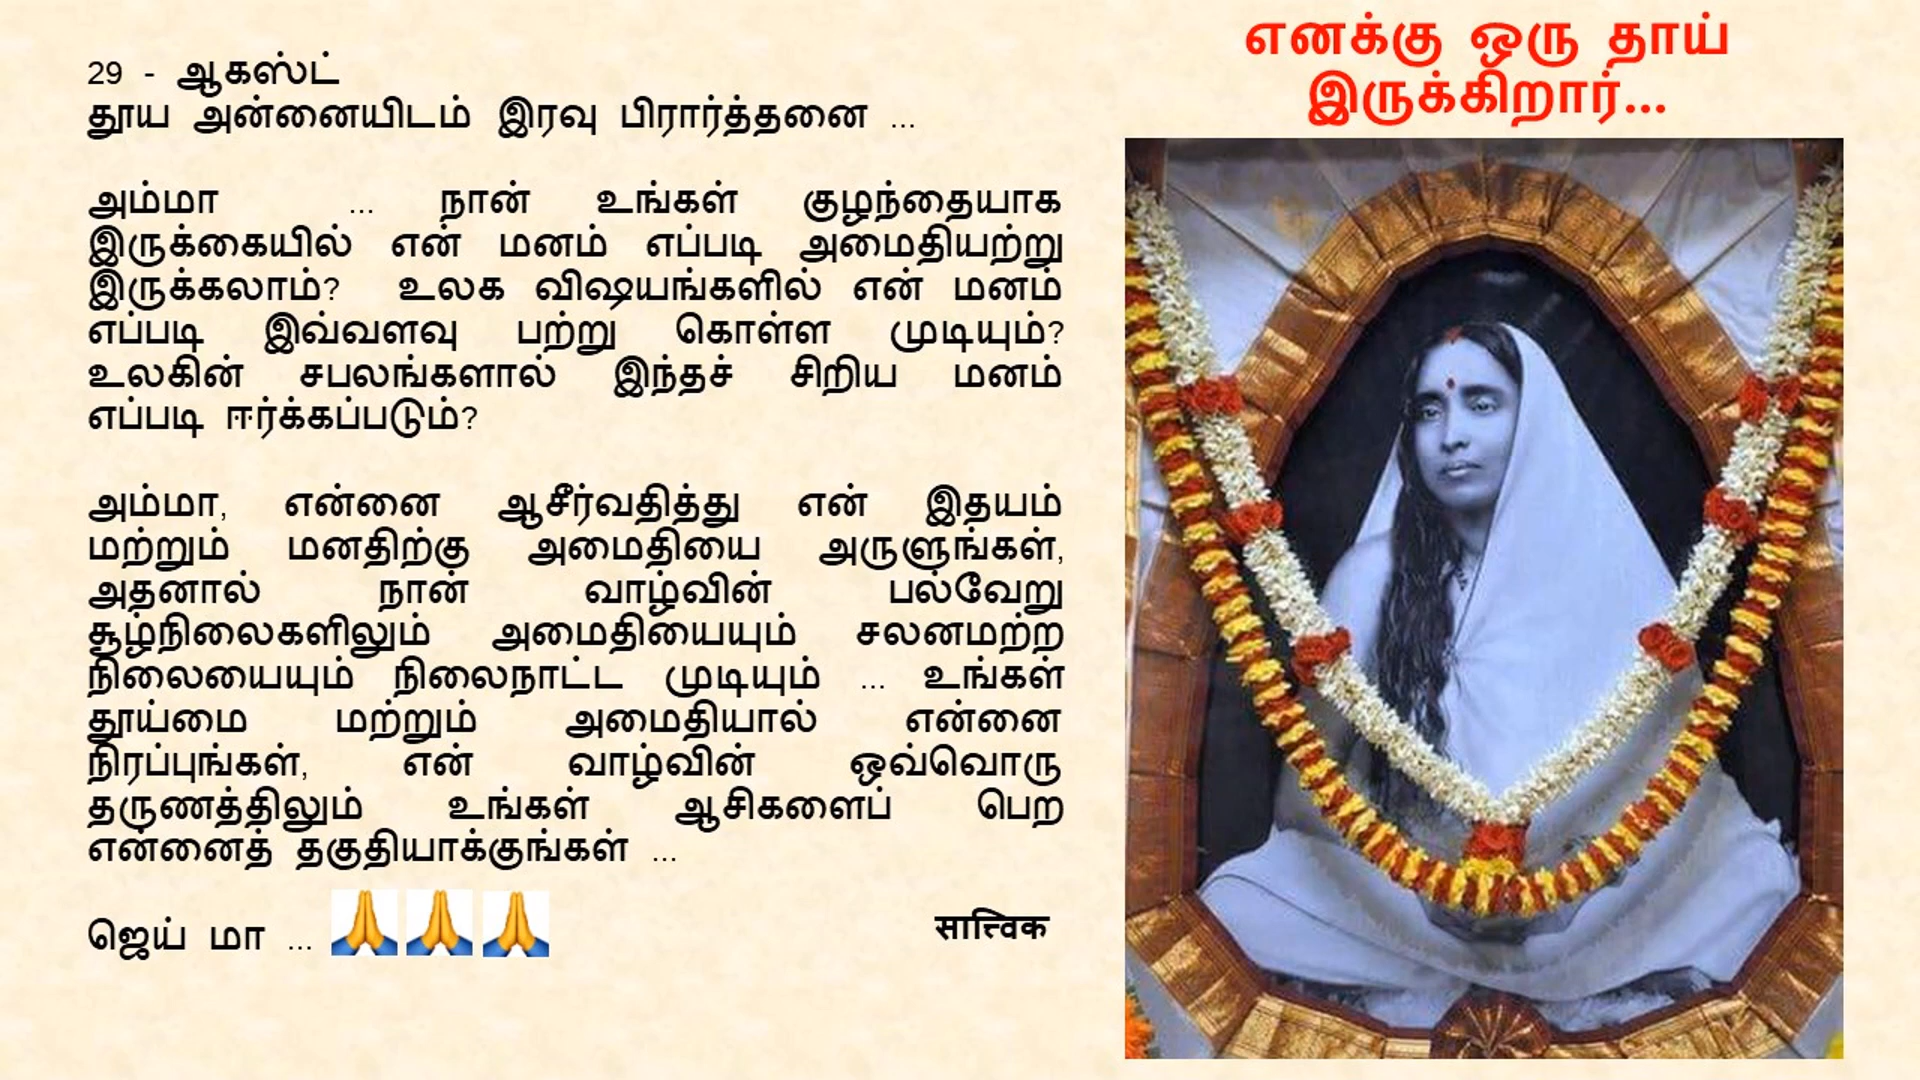 எனக்கு ஒரு தாய்
இருக்கிறார்...
29 - ஆகஸ்ட்
தூய அன்னையிடம் இரவு பிரார்த்தனை ...
அம்மா ... நான் உங்கள் குழந்தையாக
இருக்கையில் என் மனம் எப்படி அமைதியற்று
இருக்கலாம்? உலக விஷயங்களில் என் மனம்
எப்படி இவ்வளவு பற்று கொள்ள முடியும்?
உலகின் சபலங்களால் இந்தச் சிறிய மனம்
எப்படி ஈர்க்கப்படும்?
அம்மா, என்னை ஆசீர்வதித்து என் இதயம்
மற்றும் மனதிற்கு அமைதியை அருளுங்கள்,
அதனால் நான் வாழ்வின் பல்வேறு
சூழ்நிலைகளிலும் அமைதியையும் சலனமற்ற
நிலையையும் நிலைநாட்ட முடியும் ... உங்கள்
தூய்மை மற்றும் அமைதியால் என்னை
நிரப்புங்கள், என் வாழ்வின் ஒவ்வொரு
தருணத்திலும் உங்கள் ஆசிகளைப் பெற
என்னைத் தகுதியாக்குங்கள் ...
ஜெய் மா ... 🙏🙏🙏
सात्त्विक